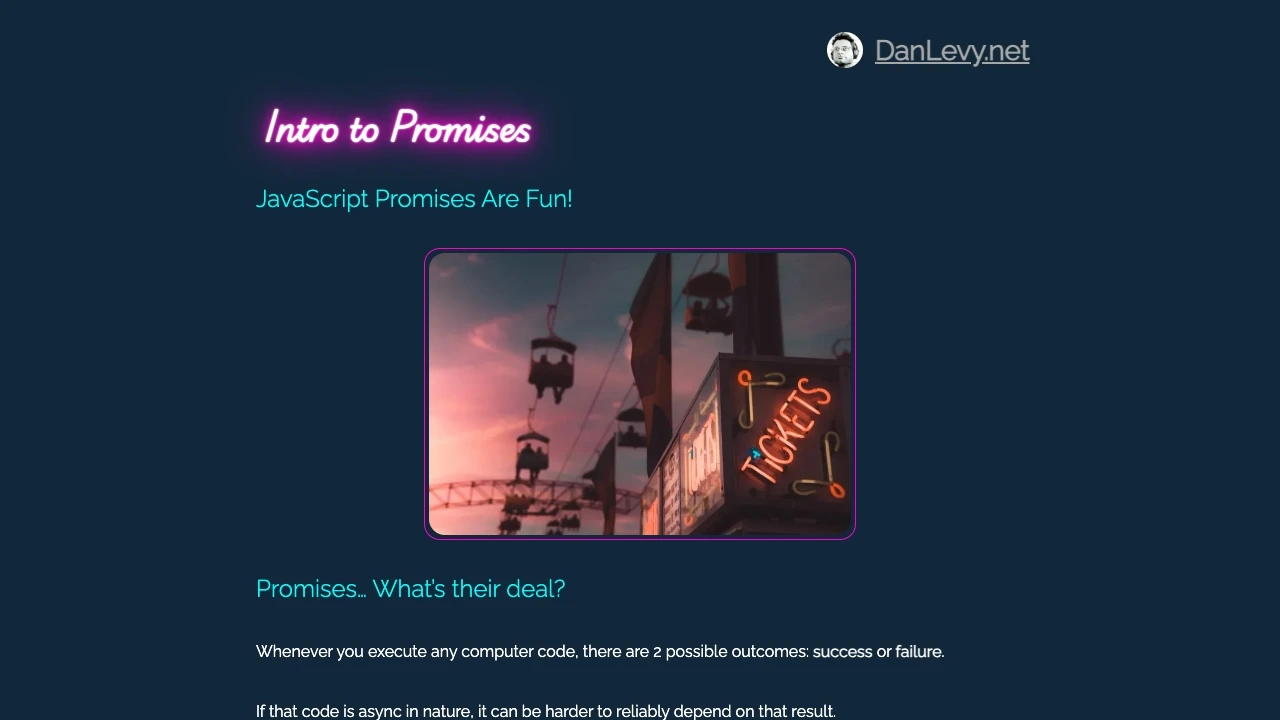 DanLevy.net
Intro to Promises
JavaScript Promises Are Fun!
TICKETS
Promises… What's their deal?
Whenever you execute any computer code, there are 2 possible outcomes: success or failure.
If that code is async in nature, it can be harder to reliably depend on that result.